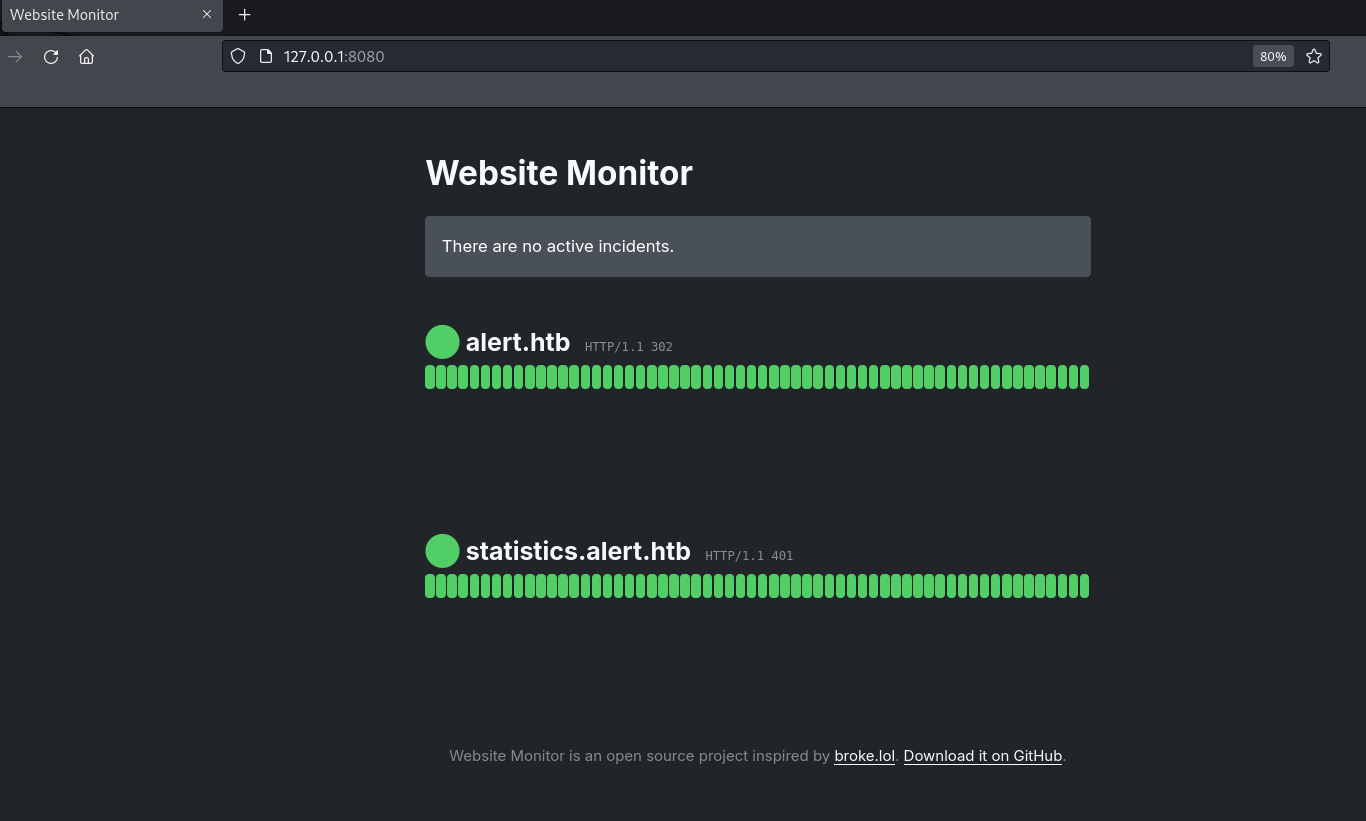 Website Monitor
127.0.0.1:8080
80%
Website Monitor
There are no active incidents.
alert.htb HTTP/1.1 302
statistics.alert.htb HTTP/1.1 401
Website Monitor is an open source project inspired by broke.lol. Download it on GitHub.